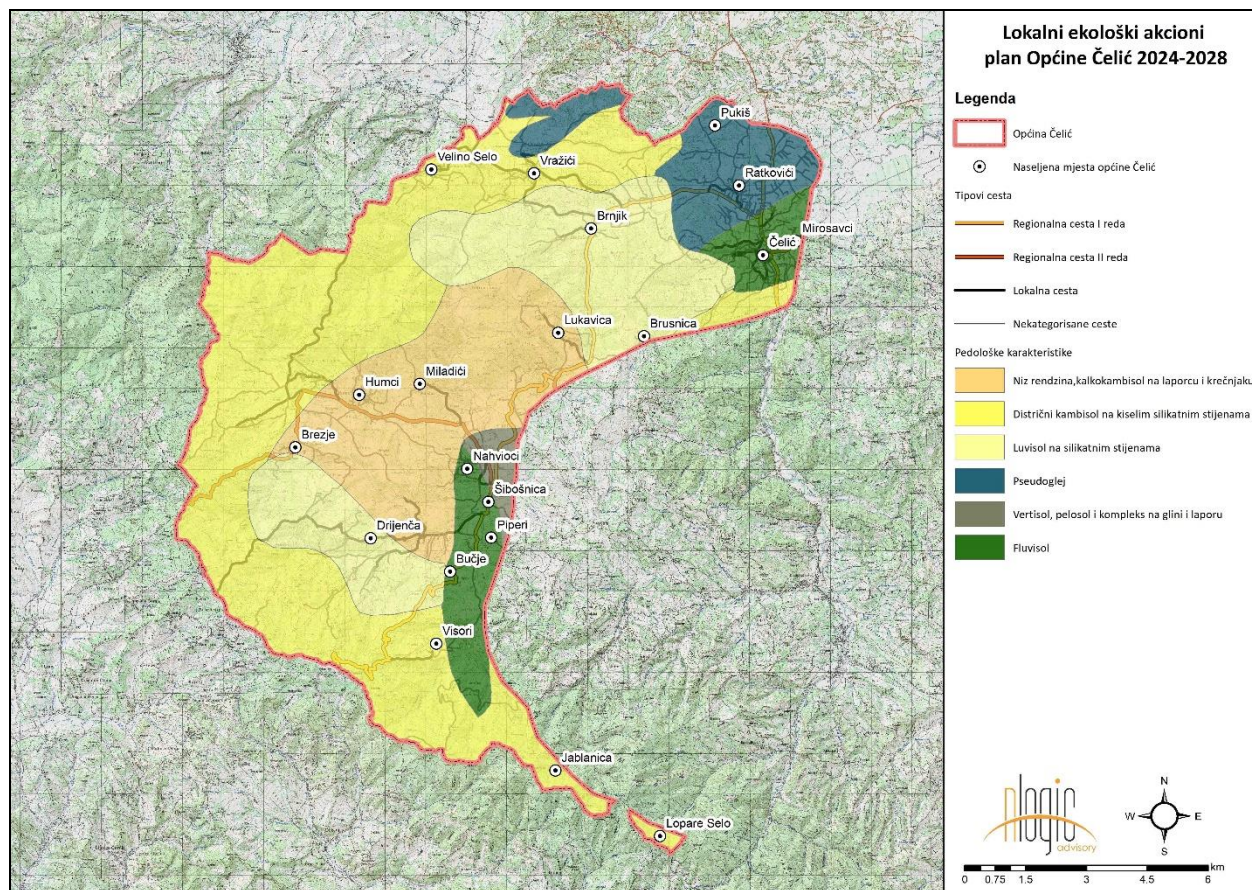 Lokalni ekološki akcioni
plan Općine Čelić 2024-2028
Legenda
Općina Čelić
Naseljena mjesta općine Čelić
Tipovi cesta
Regionalna cesta I reda
Regionalna cesta II reda
Lokalna cesta
Nekategorisane ceste
Pedološke karakteristike
Niz rendzina,kalkokambisol na laporcu i krečnjaku
Distrični kambisol na kiselim silikatnim stijenama
Luvisol na silikatnim stijenama
Pseudoglej
Vertisol, pelosol i kompleks na glini i laporu
Fluvisol
Pukiš
Velino Selo
Vražići
Ratkovići
Brnjik
Mirosavci
Čelić
Lukavica
Brusnica
Miladići
Humci
Brezje
Nahvioci
Šibošnica
Drijenča
Piperi
Bučje
Visori
Jablanica
Lopare Selo
nlogic
advisory
N
W E
S
km
0 0.75 1.5 3 4.5 6